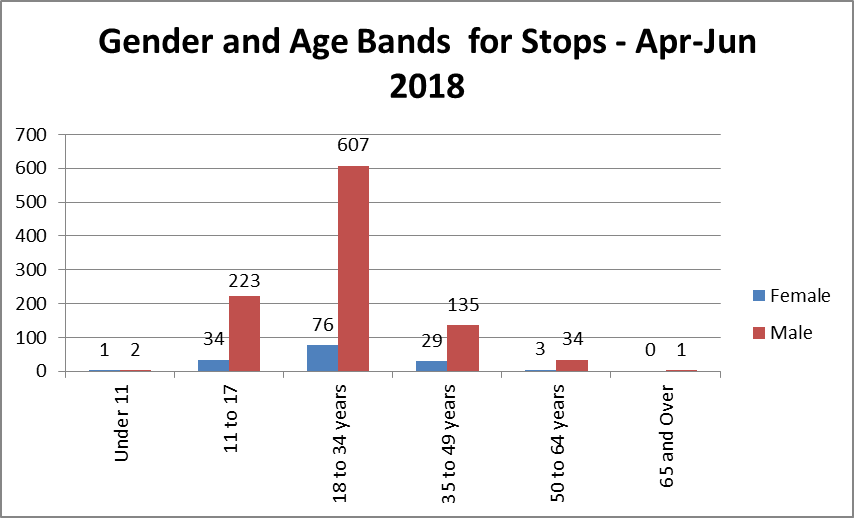 Gender and Age Bands  for Stops - Apr-Jun
2018
700
600
500
400
300
200
100
0
1
2
34
223
76
607
29
135
3
34
0
1
Under 11
11 to 17
18 to 34 years
35 to 49 years
50 to 64 years
65 and Over
Female
Male